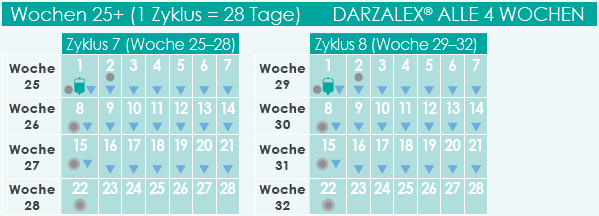 Wochen 25+ (1 Zyklus = 28 Tage) DARZALEX® ALLE 4 WOCHEN
Zyklus 7 (Woche 25–28) Zyklus 8 (Woche 29–32)
Woche 25 1 2 3 4 5 6 7 Woche 29 1 2 3 4 5 6 7
Woche 26 8 9 10 11 12 13 14 Woche 30 8 9 10 11 12 13 14
Woche 27 15 16 17 18 19 20 21 Woche 31 15 16 17 18 19 20 21
Woche 28 22 23 24 25 26 27 28 Woche 32 22 23 24 25 26 27 28